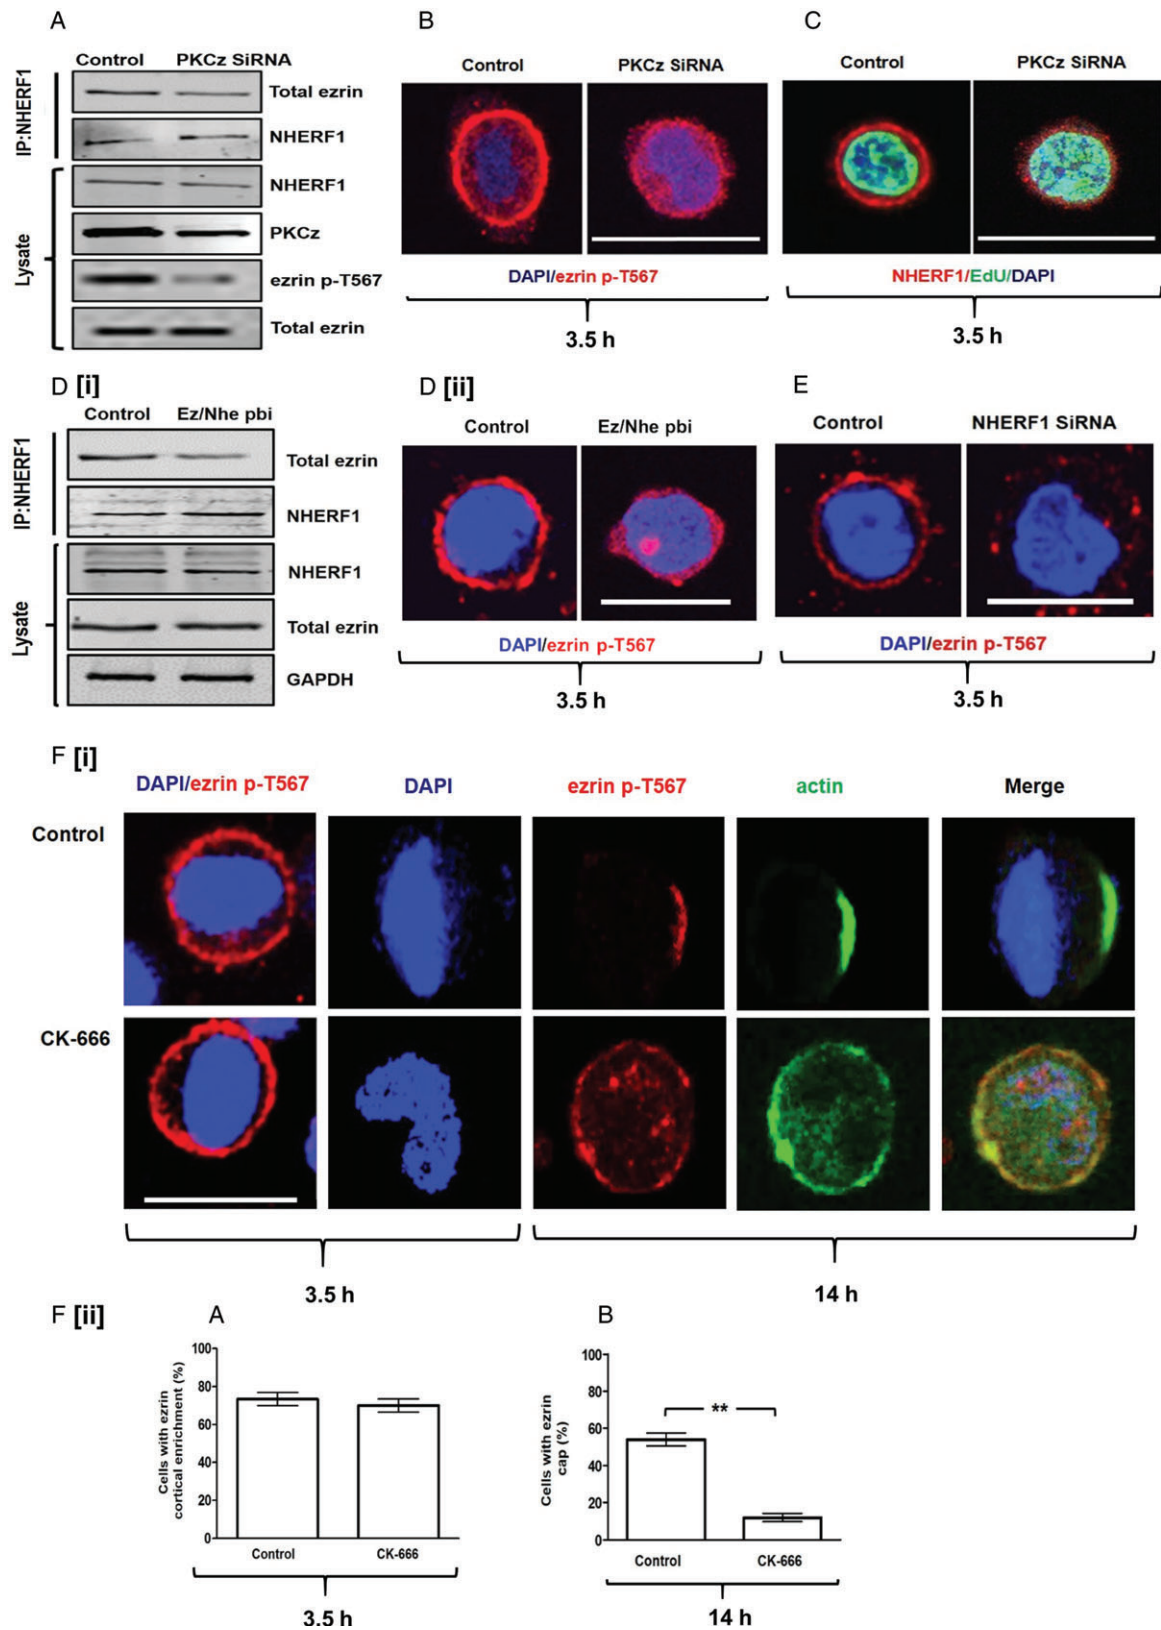 A
Control PKCz SiRNA
IP:NHERF1
Total ezrin
NHERF1
Lysate
NHERF1
PKCz
ezrin p-T567
Total ezrin
B
Control PKCz SiRNA
DAPI/ezrin p-T567
3.5 h
C
Control PKCz SiRNA
NHERF1/EdU/DAPI
3.5 h
D [i]
Control Ez/Nhe pbi
IP:NHERF1
Total ezrin
NHERF1
Lysate
NHERF1
Total ezrin
GAPDH
D [ii]
Control Ez/Nhe pbi
DAPI/ezrin p-T567
3.5 h
E
Control NHERF1 SiRNA
DAPI/ezrin p-T567
3.5 h
F [i]
DAPI/ezrin p-T567 DAPI ezrin p-T567 actin Merge
Control
CK-666
3.5 h 14 h
F [ii]
A
Cells with ezrin
cortical enrichment (%)
100
80
60
40
20
0
Control CK-666
3.5 h
B
Cells with ezrin
cap (%)
100
80
60
40
20
0
**
Control CK-666
14 h